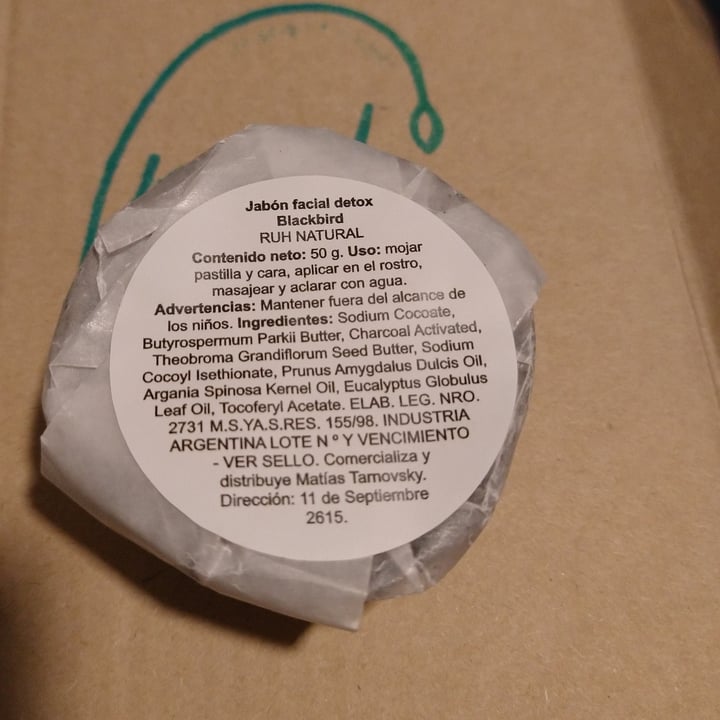 Jabón facial detox
Blackbird
RUH NATURAL
Contenido neto: 50 g. Uso: mojar
pastilla y cara, aplicar en el rostro,
masajear y aclarar con agua.
Advertencias: Mantener fuera del alcance de
los niños. Ingredientes: Sodium Cocoate,
Butyrospermum Parkii Butter, Charcoal Activated,
Theobroma Grandiflorum Seed Butter, Sodium
Cocoyl Isethionate, Prunus Amygdalus Dulcis Oil,
Argania Spinosa Kernel Oil, Eucalyptus Globulus
Leaf Oil, Tocoferyl Acetate. ELAB. LEG. NRO.
2731 M.S.YA.S.RES. 155/98. INDUSTRIA
ARGENTINA LOTE N º Y VENCIMIENTO
- VER SELLO. Comercializa y
distribuye Matías Tarnovsky.
Dirección: 11 de Septiembre
2615.